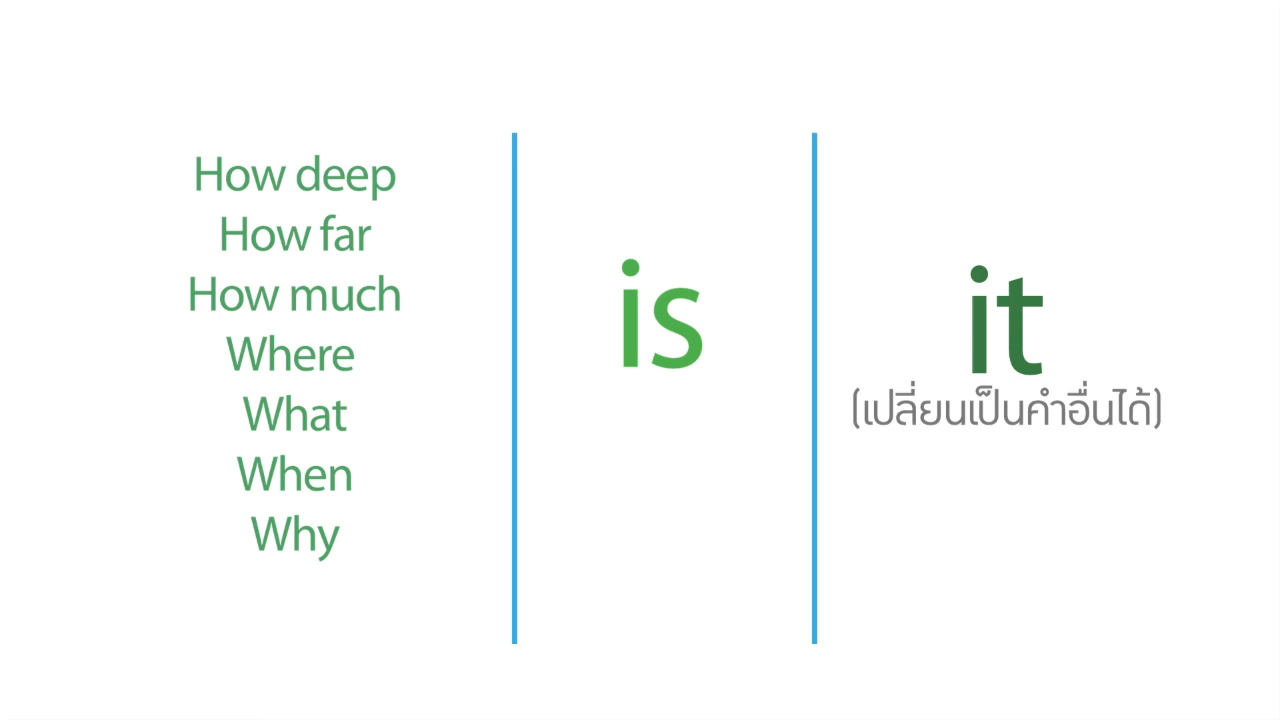 How deep
How far
How much
Where
What
When
Why
is
it
(เปลี่ยนเป็นคำอื่นได้)